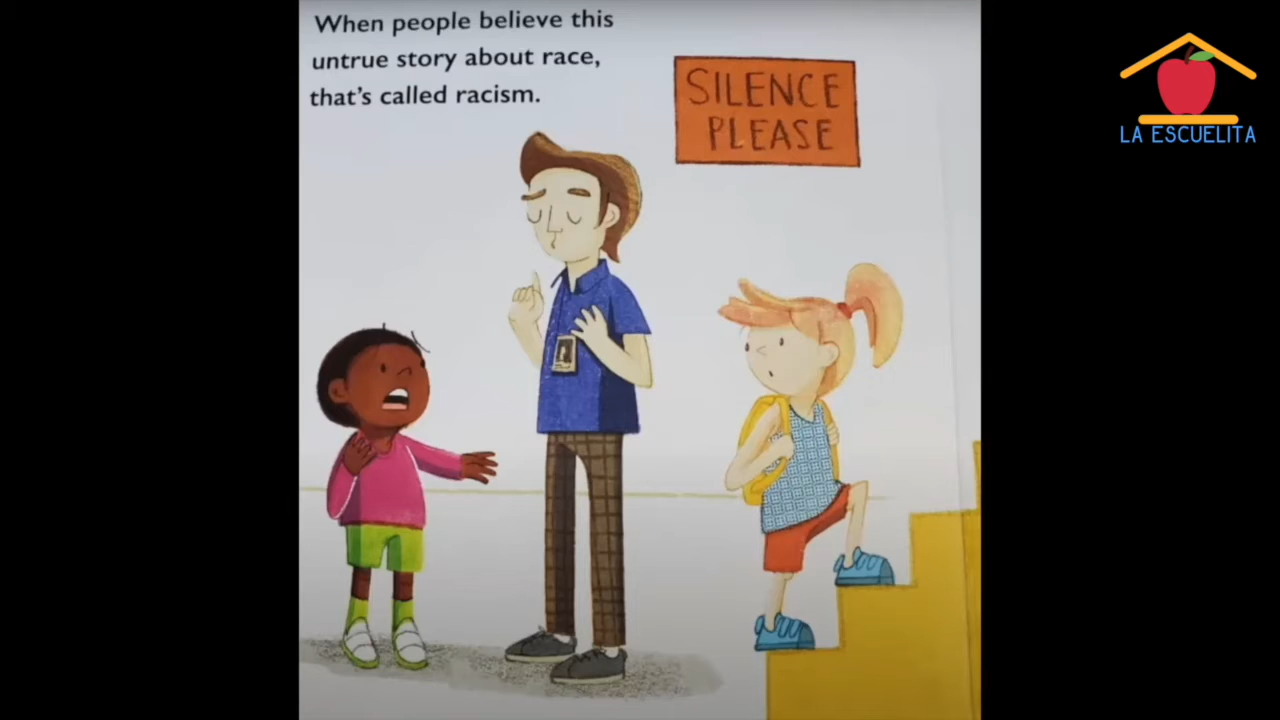 When people believe this
untrue story about race,
that's called racism.
SILENCE
PLEASE
LA ESCUELITA